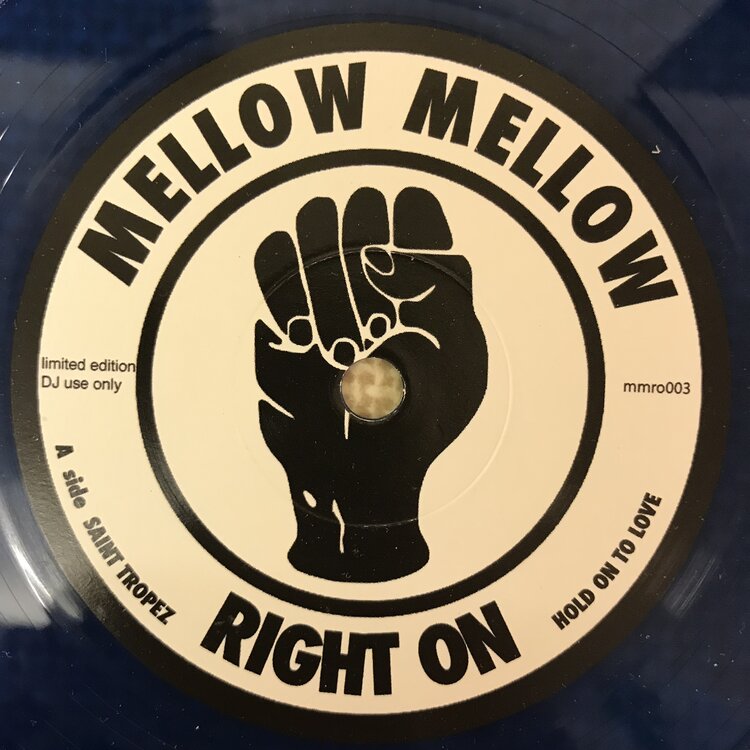 MELLOW MELLOW
limited edition
DJ use only
mmro003
A side SAINT TROPEZ
HOLD ON TO LOVE
RIGHT ON